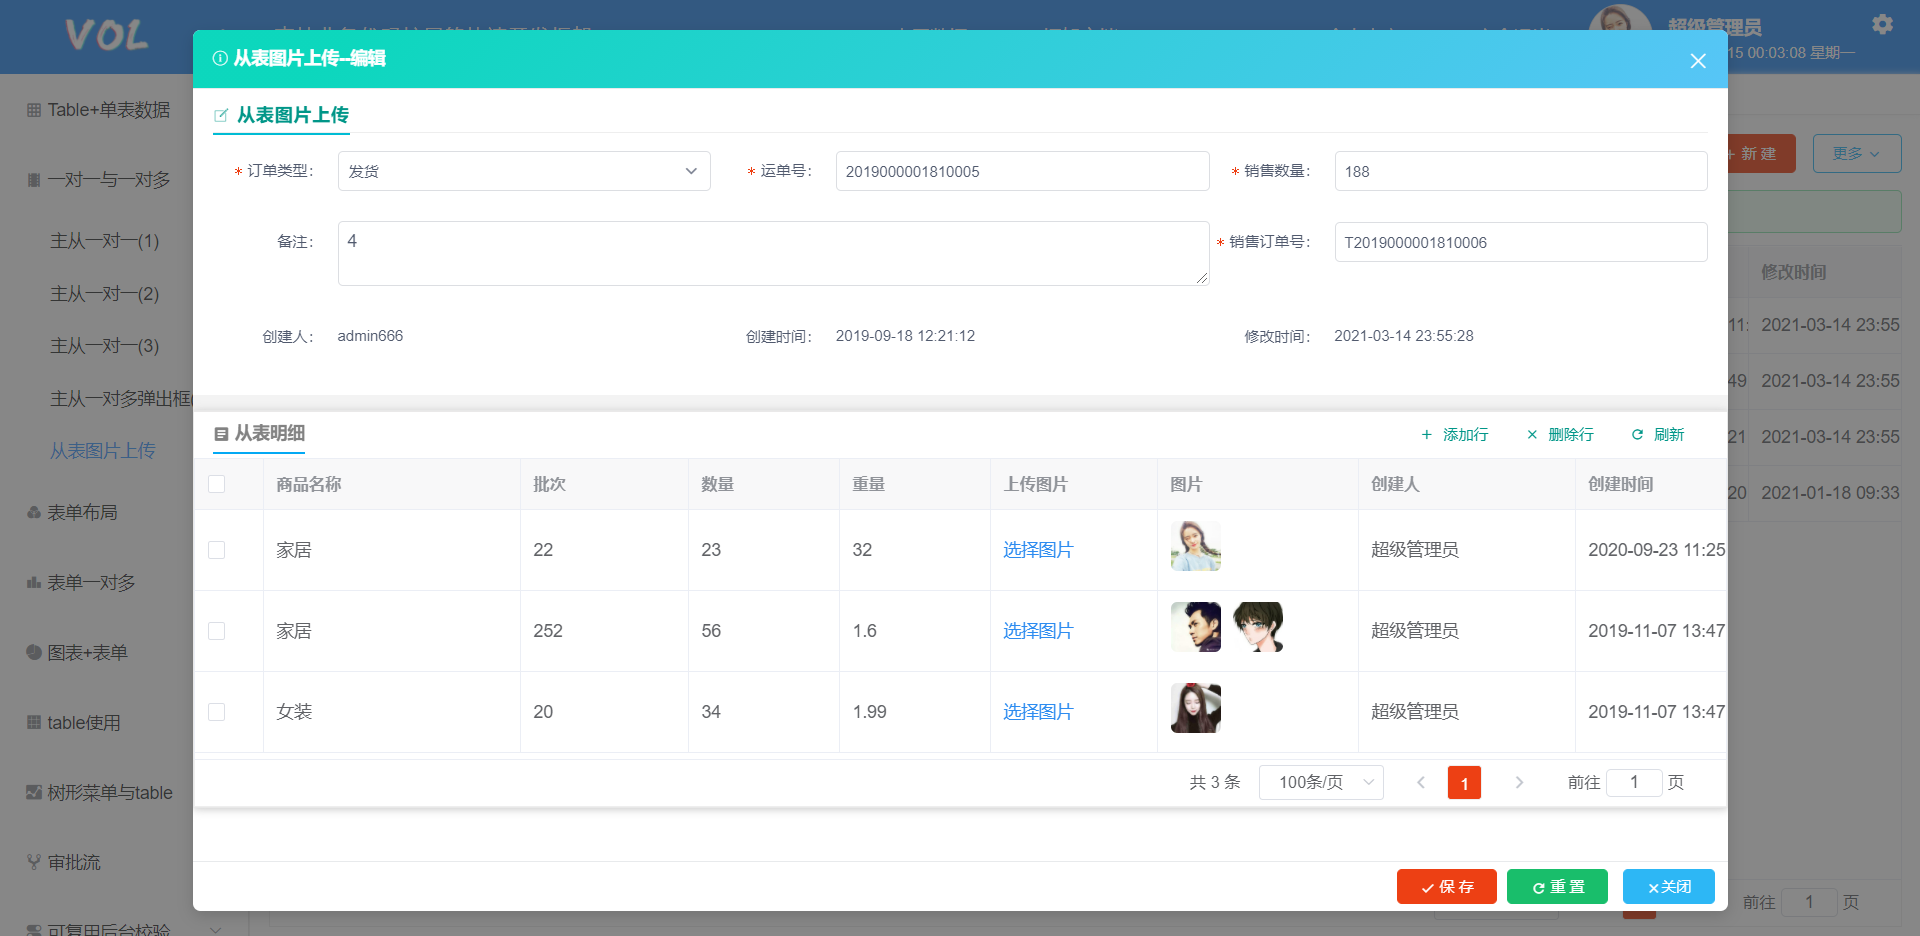 VOL
超级管理员
15 00:03:08 星期一
从表图片上传--编辑
Table+单表数据
一对一与一对多
主从一对一(1)
主从一对一(2)
主从一对一(3)
主从一对多弹出框(
从表图片上传
表单布局
表单一对多
图表+表单
table使用
树形菜单与table
审批流
可复用后台校验
从表图片上传
订单类型:
发货
运单号:
2019000001810005
销售数量:
188
备注:
4
销售订单号:
T2019000001810006
创建人:
admin666
创建时间:
2019-09-18 12:21:12
修改时间:
2021-03-14 23:55:28
+ 新 建
更多
修改时间
11: 2021-03-14 23:55
49 2021-03-14 23:55
21 2021-03-14 23:55
20 2021-01-18 09:33
从表明细
+ 添加行
× 删除行
刷新
商品名称 批次 数量 重量 上传图片 图片 创建人 创建时间
家居 22 23 32 选择图片 超级管理员 2020-09-23 11:25
家居 252 56 1.6 选择图片 超级管理员 2019-11-07 13:47
女装 20 34 1.99 选择图片 超级管理员 2019-11-07 13:47
共 3 条 100条/页 1 前往 1 页
保 存
重 置
关闭
前往 1 页